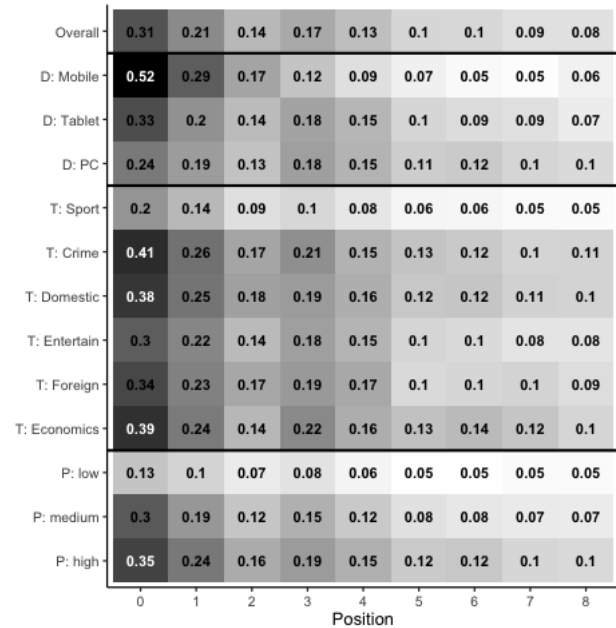 Overall 0.31 0.21 0.14 0.17 0.13 0.1 0.1 0.09 0.08
D: Mobile 0.52 0.29 0.17 0.12 0.09 0.07 0.05 0.05 0.06
D: Tablet 0.33 0.2 0.14 0.18 0.15 0.1 0.09 0.09 0.07
D: PC 0.24 0.19 0.13 0.18 0.15 0.11 0.12 0.1 0.1
T: Sport 0.2 0.14 0.09 0.1 0.08 0.06 0.06 0.05 0.05
T: Crime 0.41 0.26 0.17 0.21 0.15 0.13 0.12 0.1 0.11
T: Domestic 0.38 0.25 0.18 0.19 0.16 0.12 0.12 0.11 0.1
T: Entertain 0.3 0.22 0.14 0.18 0.15 0.1 0.1 0.08 0.08
T: Foreign 0.34 0.23 0.17 0.19 0.17 0.1 0.1 0.1 0.09
T: Economics 0.39 0.24 0.14 0.22 0.16 0.13 0.14 0.12 0.1
P: low 0.13 0.1 0.07 0.08 0.06 0.05 0.05 0.05 0.05
P: medium 0.3 0.19 0.12 0.15 0.12 0.08 0.08 0.07 0.07
P: high 0.35 0.24 0.16 0.19 0.15 0.12 0.12 0.1 0.1
0 1 2 3 4 5 6 7 8
Position